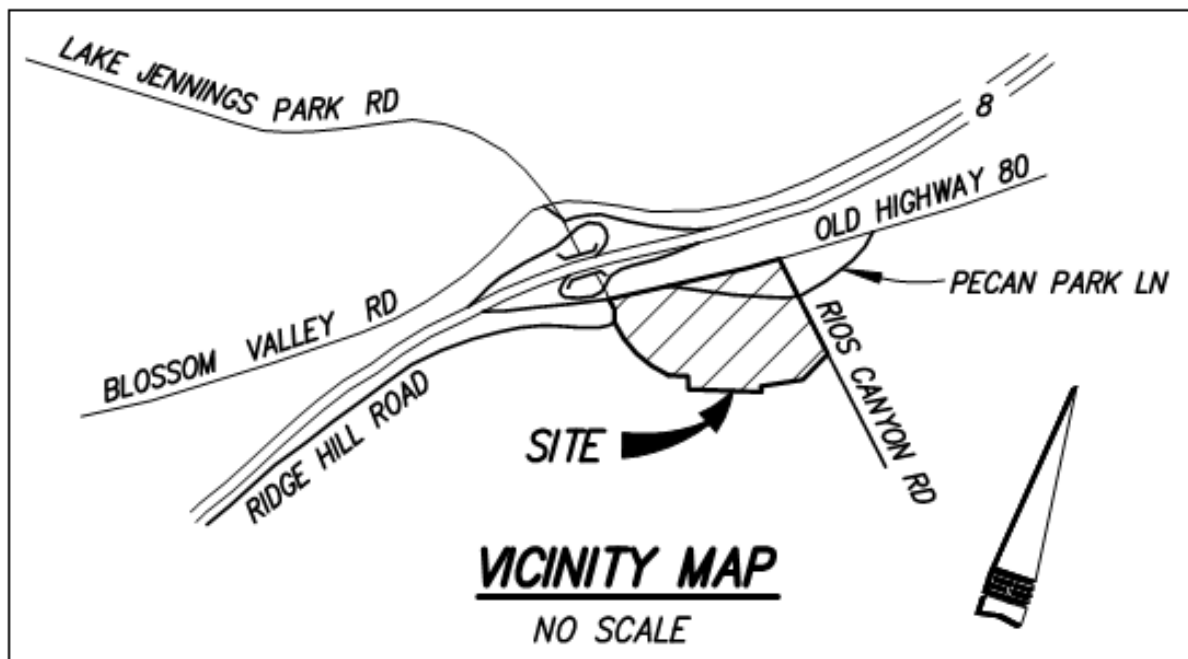 LAKE JENNINGS PARK RD
8
OLD HIGHWAY 80
PECAN PARK LN
BLOSSOM VALLEY RD
RIOS CANYON RD
RIDGE HILL ROAD
SITE
VICINITY MAP
NO SCALE